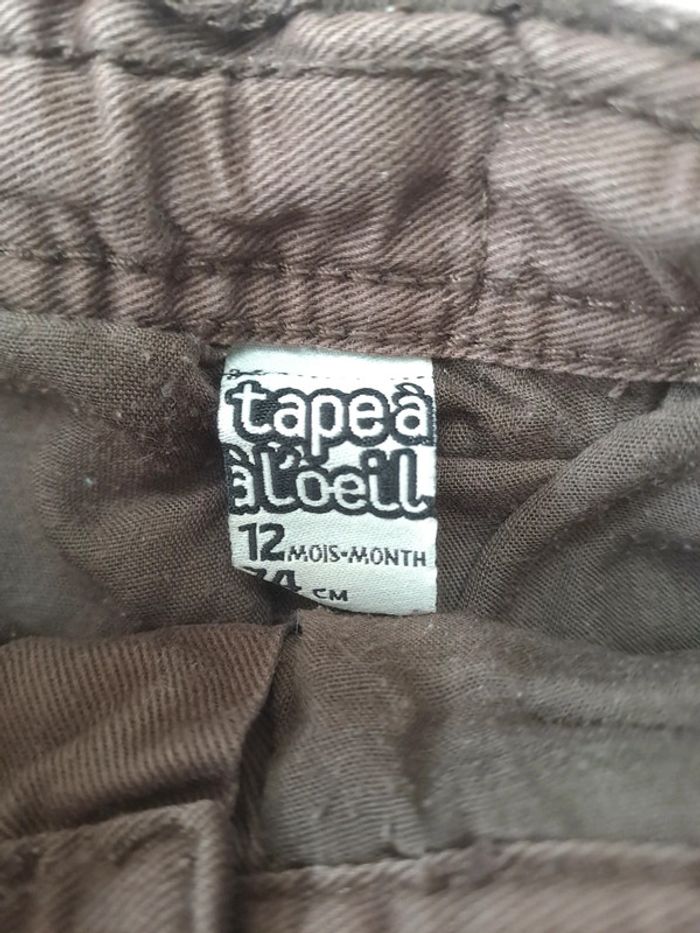 tapeà
àl'oeil
12 MOIS-MONTH
74 CM